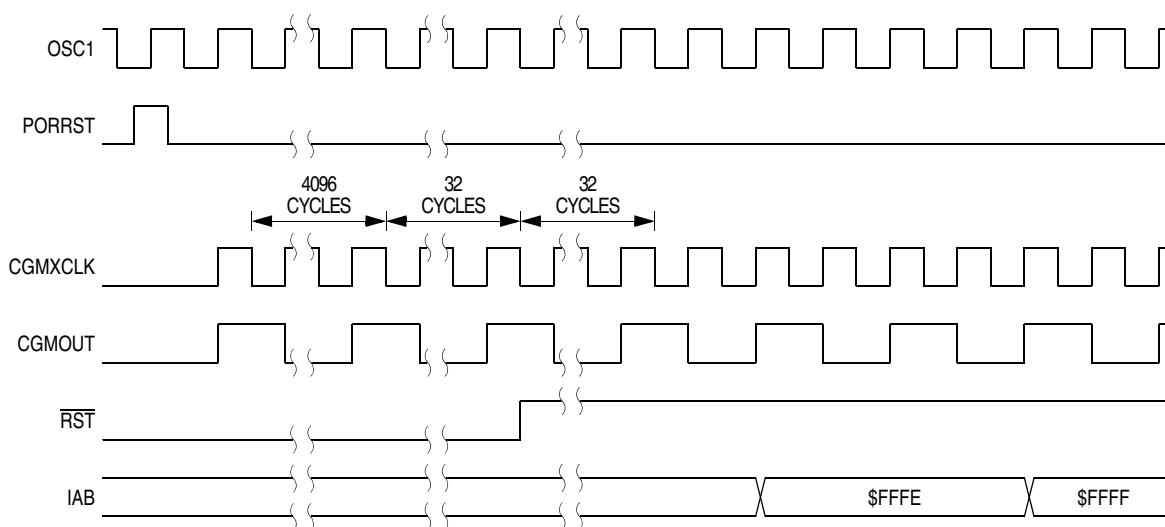 OSC1
PORRST
4096
CYCLES
32
CYCLES
32
CYCLES
CGMXCLK
CGMOUT
RST
IAB
$FFFE
$FFFF